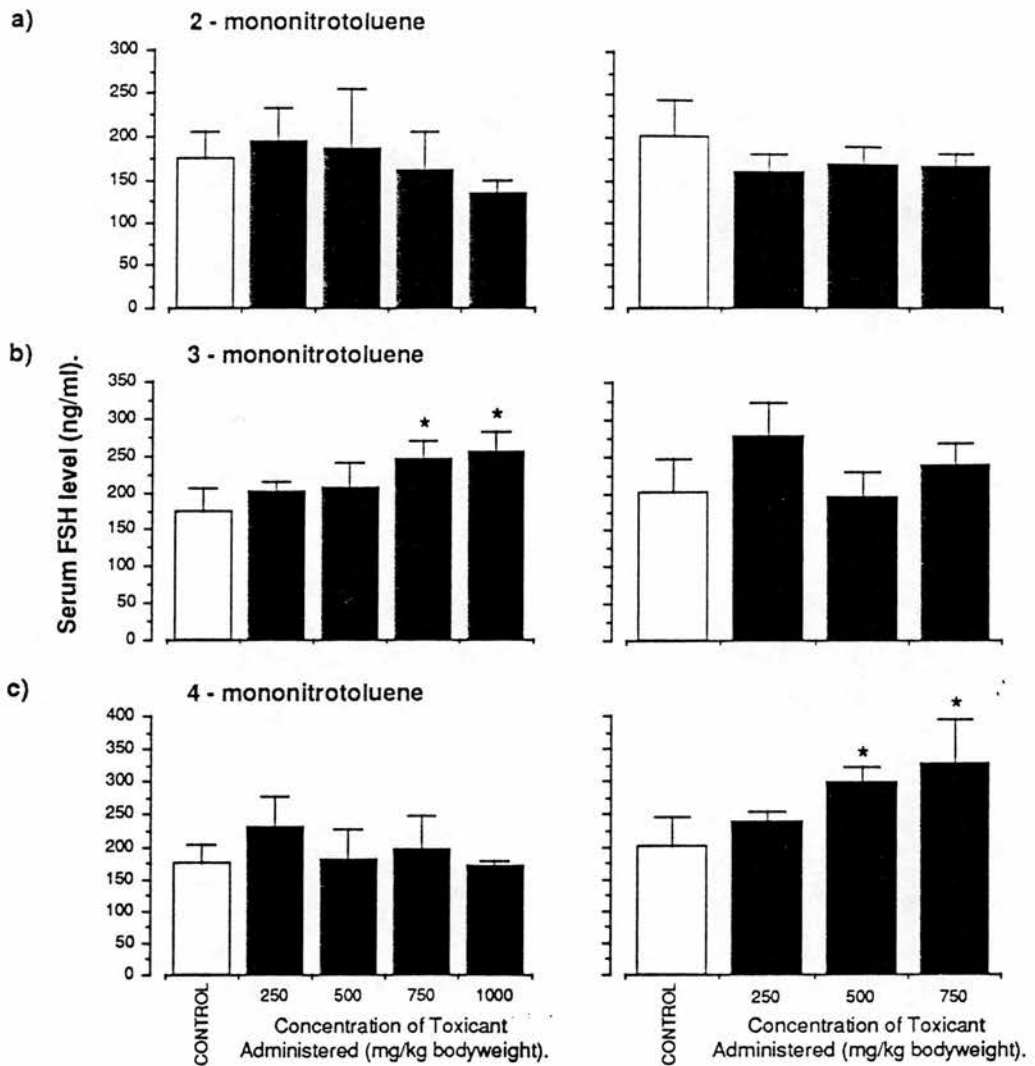 a)
2 - mononitrotoluene
300
250
200
150
100
50
0
b)
3 - mononitrotoluene
Serum FSH level (ng/ml).
350
300
250
200
150
100
50
0
* *
c)
4 - mononitrotoluene
400
300
250
200
150
100
50
0
* *
CONTROL 250 500 750 1000
Concentration of Toxicant
Administered (mg/kg bodyweight).
CONTROL 250 500 750
Concentration of Toxicant
Administered (mg/kg bodyweight).